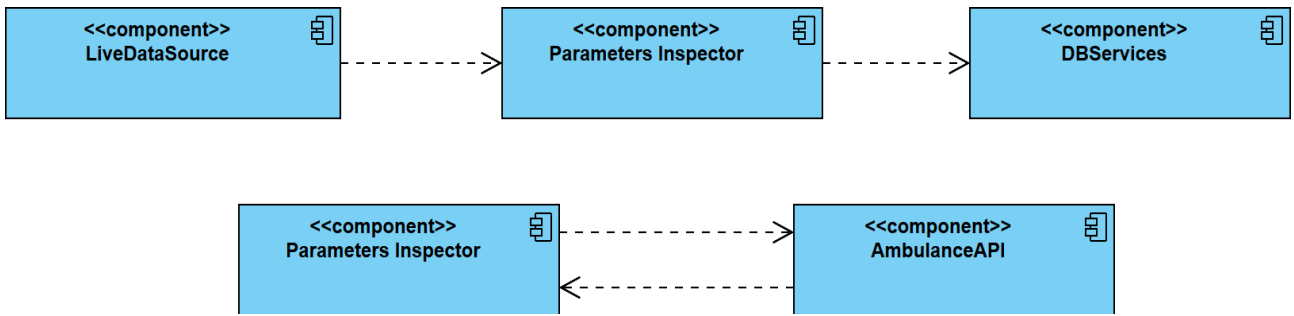 <<component>>
LiveDataSource
<<component>>
Parameters Inspector
<<component>>
DBServices
<<component>>
Parameters Inspector
<<component>>
AmbulanceAPI